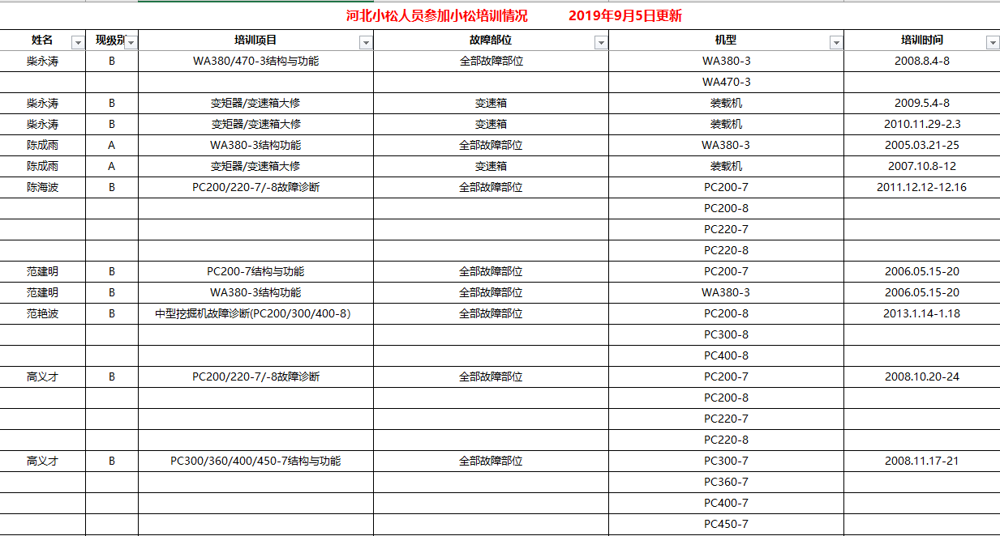 河北小松人员参加小松培训情况 2019年9月5日更新
姓名 现级别 培训项目 故障部位 机型 培训时间
柴永涛 B WA380/470-3结构与功能 全部故障部位 WA380-3 2008.8.4-8
WA470-3
柴永涛 B 变矩器/变速箱大修 变速箱 装载机 2009.5.4-8
柴永涛 B 变矩器/变速箱大修 变速箱 装载机 2010.11.29-2.3
陈成雨 A WA380-3结构功能 全部故障部位 WA380-3 2005.03.21-25
陈成雨 A 变矩器/变速箱大修 变速箱 装载机 2007.10.8-12
陈海波 B PC200/220-7/-8故障诊断 全部故障部位 PC200-7 2011.12.12-12.16
PC200-8
PC220-7
PC220-8
范建明 B PC200-7结构与功能 全部故障部位 PC200-7 2006.05.15-20
范建明 B WA380-3结构功能 全部故障部位 WA380-3 2006.05.15-20
范艳波 B 中型挖掘机故障诊断(PC200/300/400-8) 全部故障部位 PC200-8 2013.1.14-1.18
PC300-8
PC400-8
高义才 B PC200/220-7/-8故障诊断 全部故障部位 PC200-7 2008.10.20-24
PC200-8
PC220-7
PC220-8
高义才 B PC300/360/400/450-7结构与功能 全部故障部位 PC300-7 2008.11.17-21
PC360-7
PC400-7
PC450-7